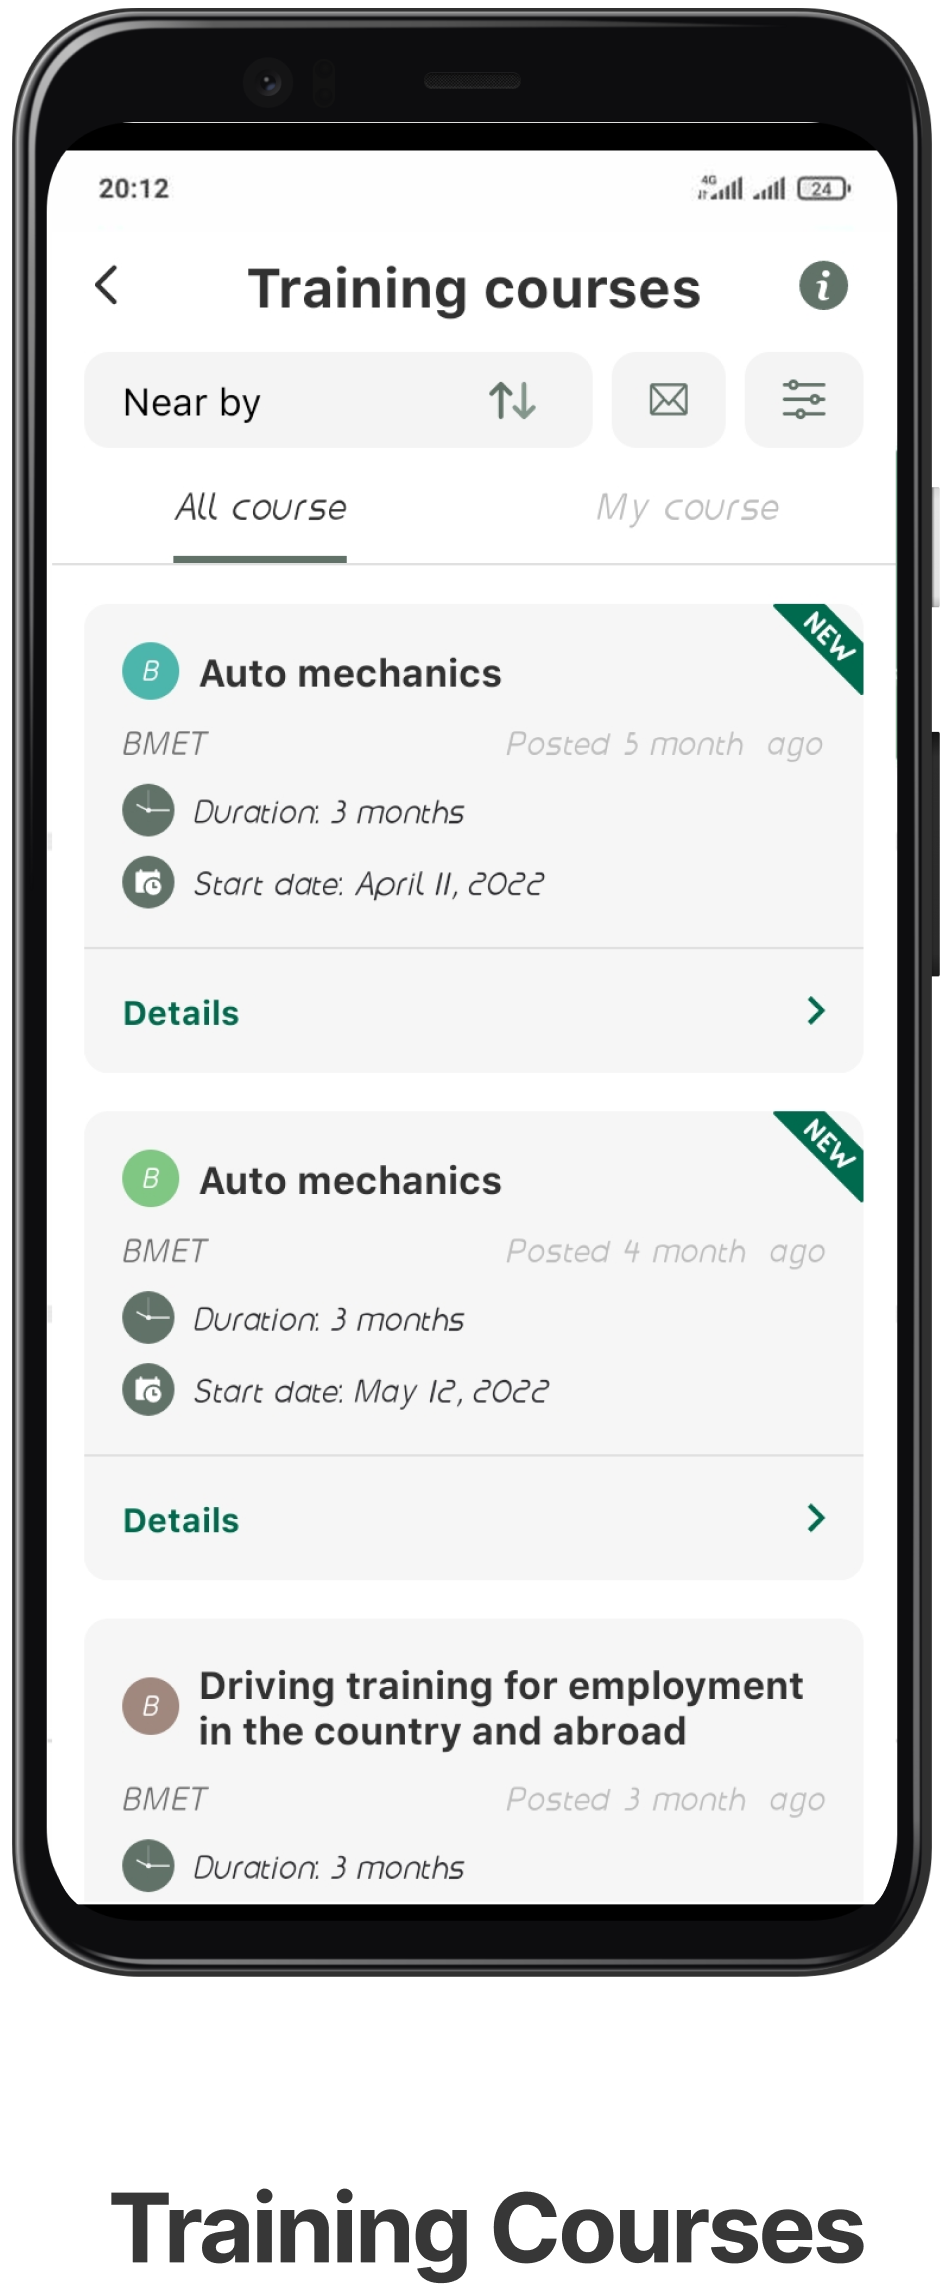 20:12
4G
24
Training courses
i
Near by
All course
My course
NEW
B
Auto mechanics
BMET
Posted 5 month ago
Duration: 3 months
Start date: April 11, 2022
Details
NEW
B
Auto mechanics
BMET
Posted 4 month ago
Duration: 3 months
Start date: May 12, 2022
Details
B
Driving training for employment
in the country and abroad
BMET
Posted 3 month ago
Duration: 3 months
Training Courses